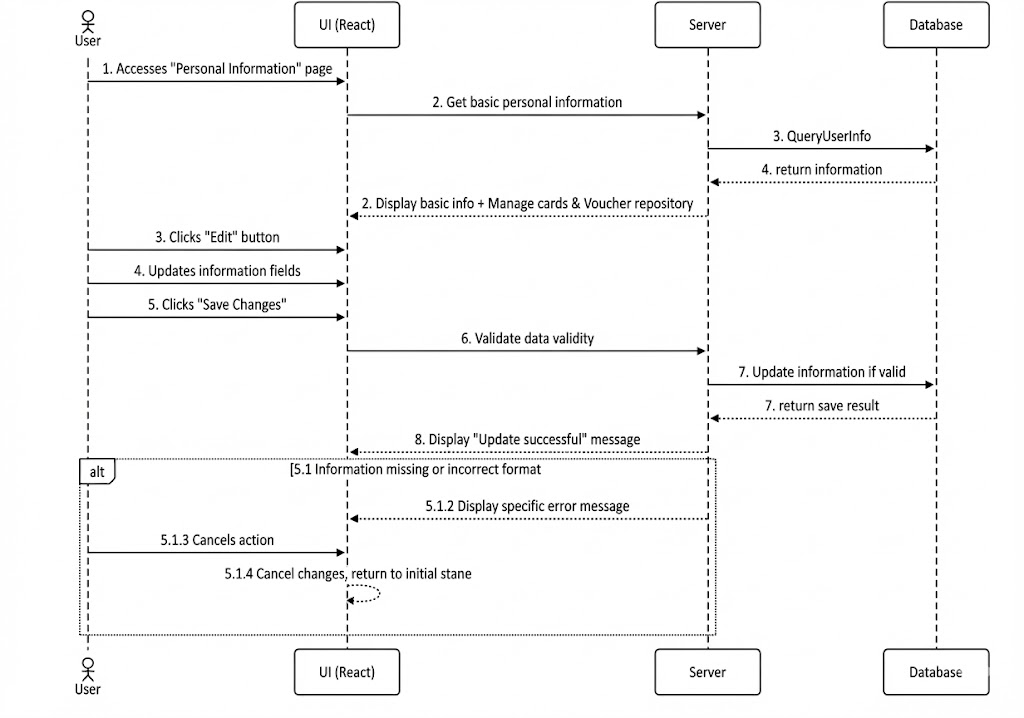 User
UI (React)
Server
Database
1. Accesses "Personal Information" page
2. Get basic personal information
3. QueryUserInfo
4. return information
2. Display basic info + Manage cards & Voucher repository
3. Clicks "Edit" button
4. Updates information fields
5. Clicks "Save Changes"
6. Validate data validity
7. Update information if valid
7. return save result
8. Display "Update successful" message
alt
[5.1 Information missing or incorrect format
5.1.2 Display specific error message
5.1.3 Cancels action
5.1.4 Cancel changes, return to initial stane
User
UI (React)
Server
Database